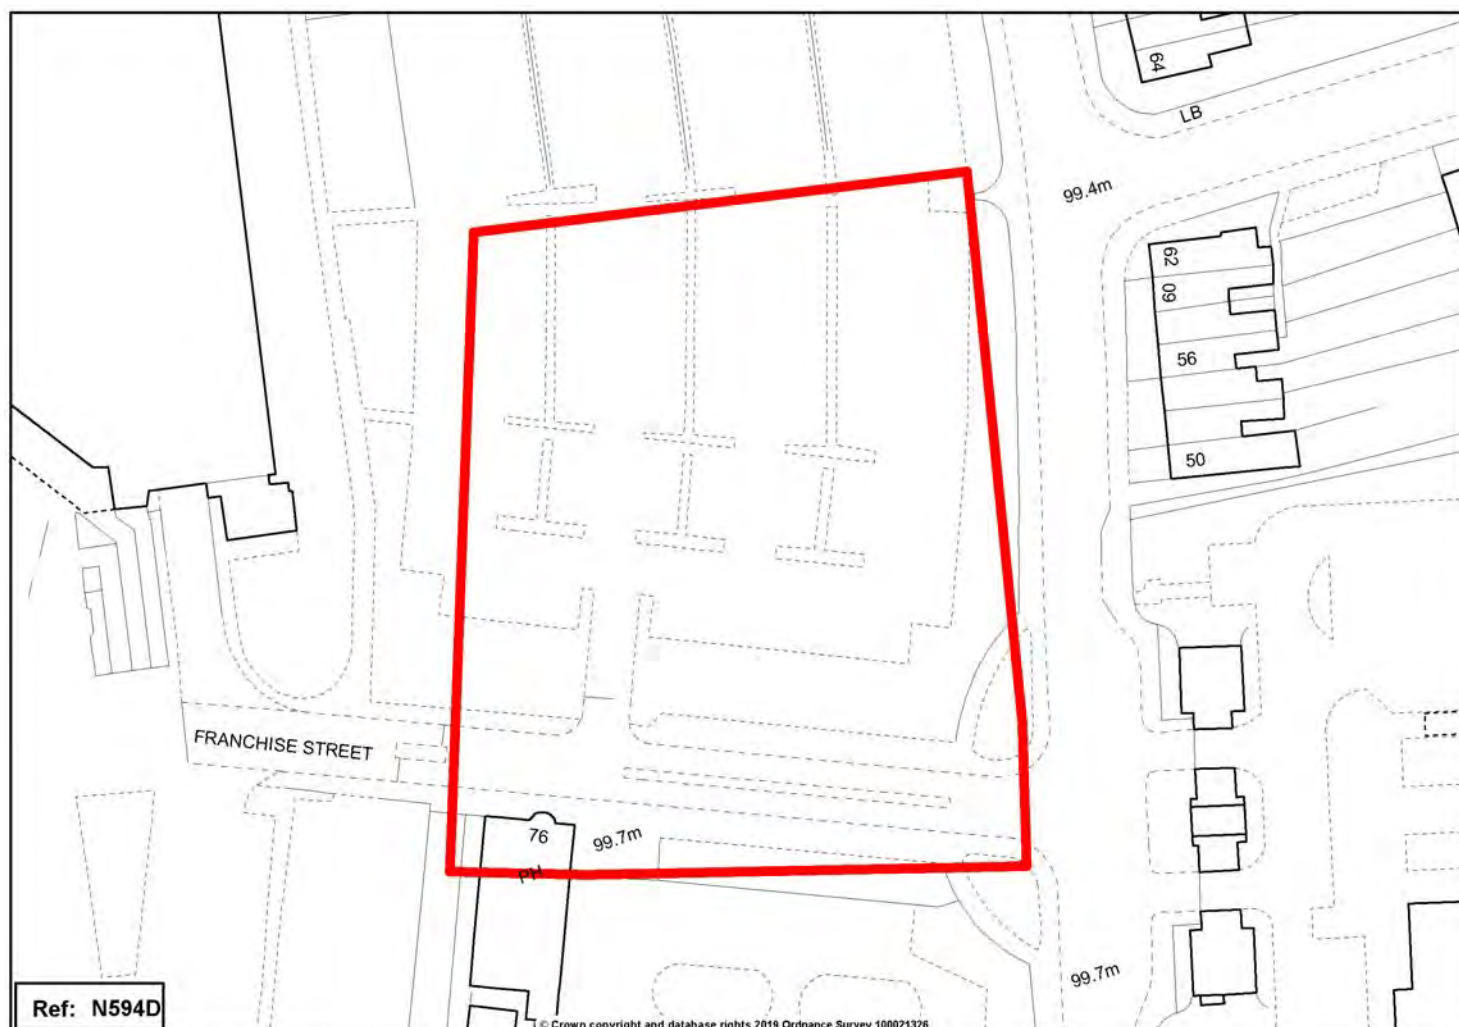 64
LB
99.4m
62
60
56
50
FRANCHISE STREET
76
99.7m
PH
99.7m
Ref: N594D
© Crown copyright and database rights 2019 Ordnance Survey 100021326